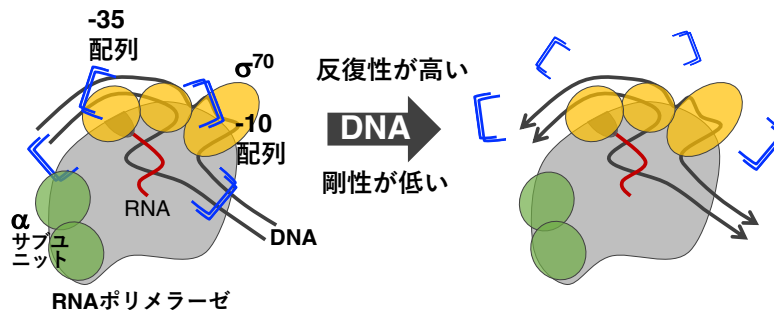 -35
配列
σ70
-10
配列
RNA
DNA
α
サブユ
ニット
RNAポリメラーゼ
反復性が高い
DNA
剛性が低い